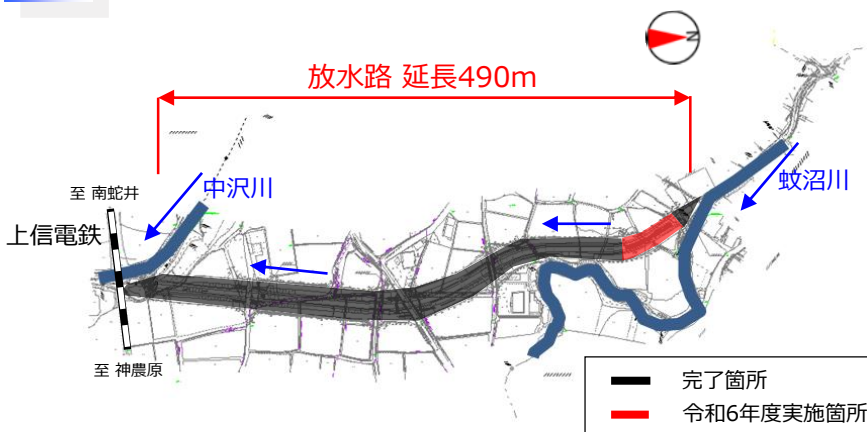 放水路 延長490m
N
至 南蛇井
中沢川
蚊沼川
上信電鉄
至 神農原
完了箇所
令和6年度実施箇所